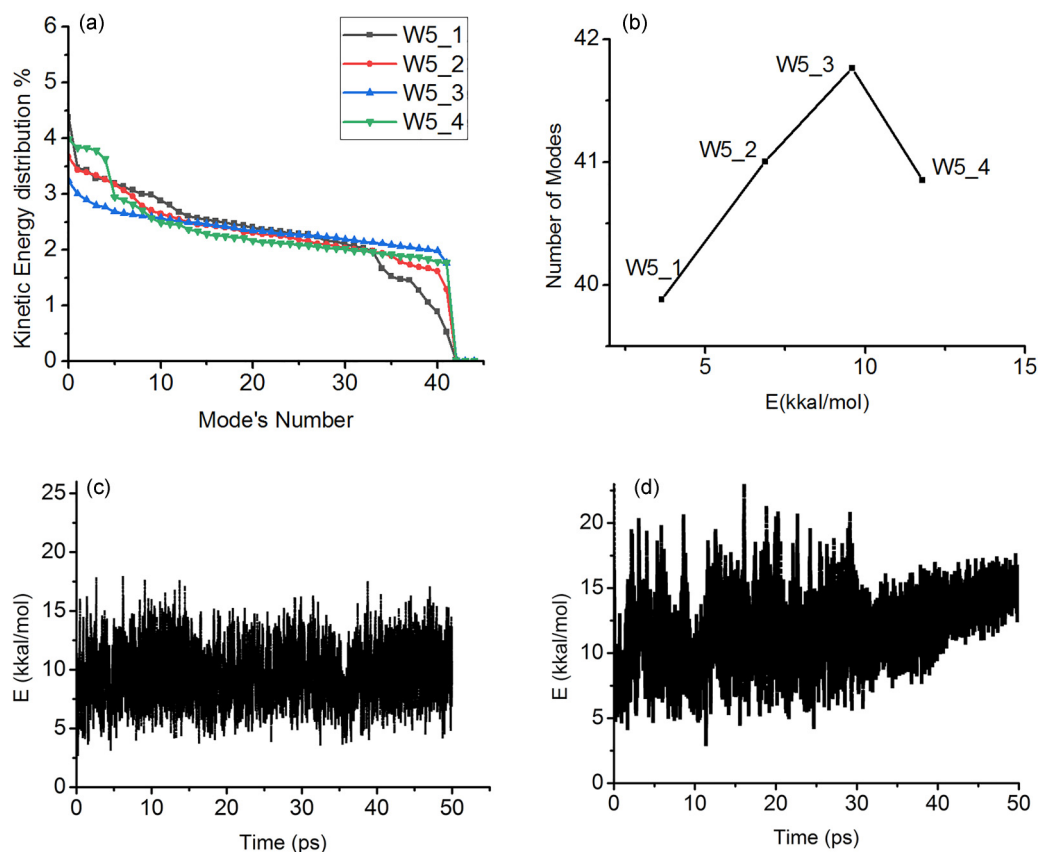 (a)
W5_1
W5_2
W5_3
W5_4
Kinetic Energy distribution %
6
5
4
3
2
1
0
0 10 20 30 40
Mode's Number
(b)
Number of Modes
42
41
40
W5_3
W5_2
W5_4
W5_1
5 10 15
E(kkal/mol)
(c)
E (kkal/mol)
25
20
15
10
5
0
0 10 20 30 40 50
Time (ps)
(d)
E (kkal/mol)
20
15
10
5
0
0 10 20 30 40 50
Time (ps)